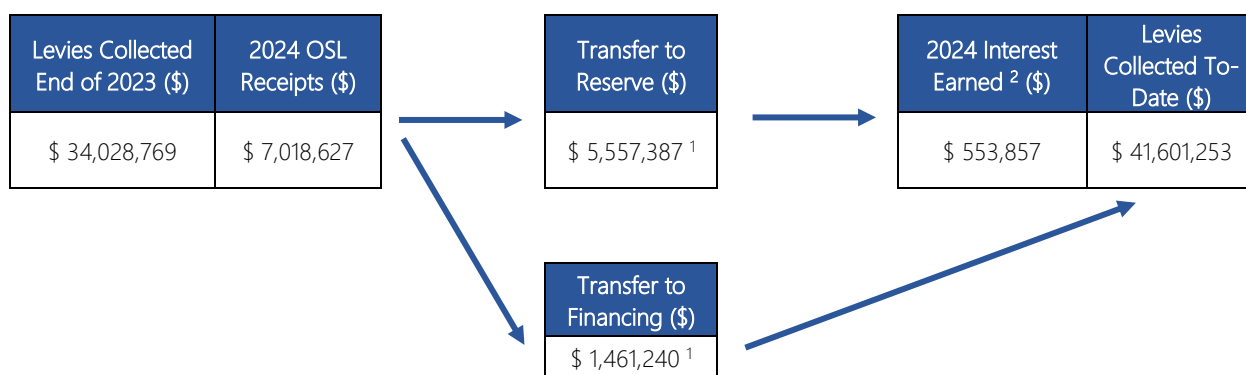 Levies Collected
End of 2023 ($)
2024 OSL
Receipts ($)
$ 34,028,769
$ 7,018,627
Transfer to
Reserve ($)
$ 5,557,387 1
2024 Interest
Earned 2 ($)
Levies
Collected To-
Date ($)
$ 553,857
$ 41,601,253
Transfer to
Financing ($)
$ 1,461,240 1